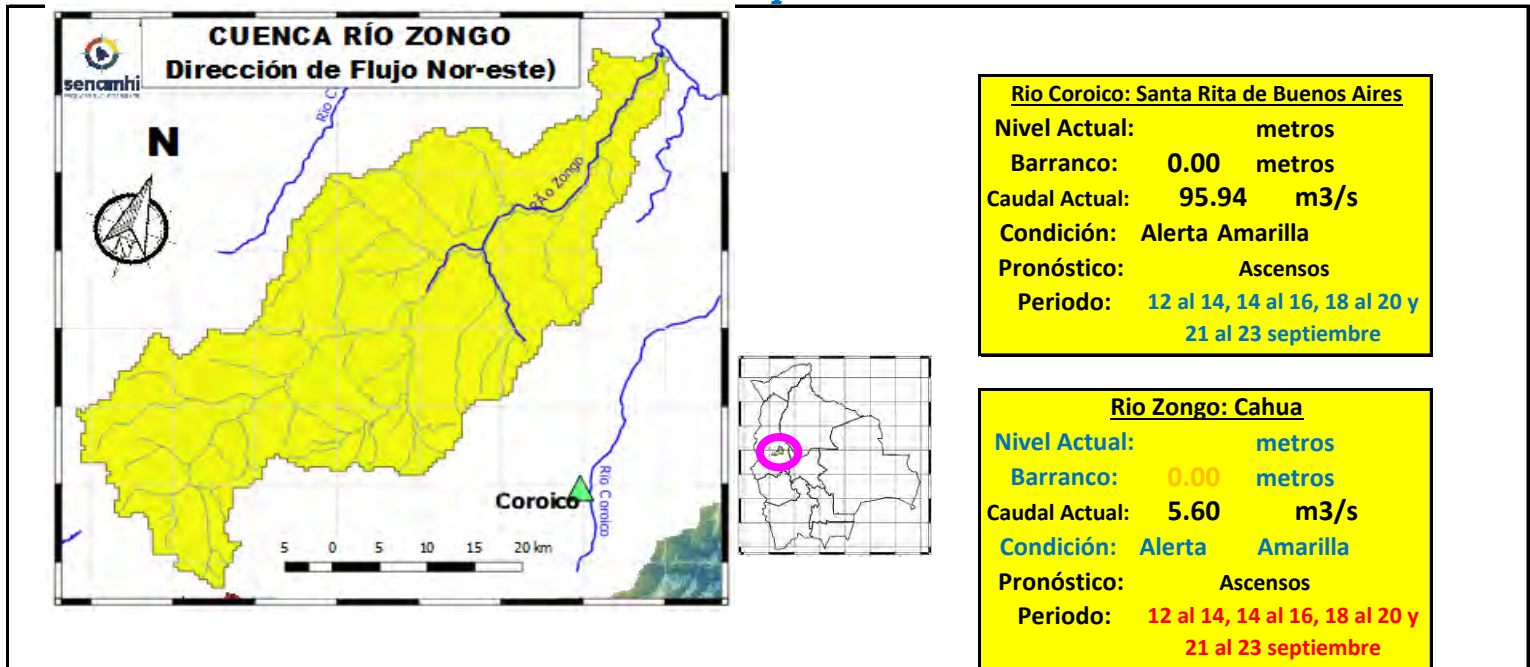 CUENCA RÍO ZONGO
Dirección de Flujo Nor-este)
senamhi
N
Río C
RÃo Zongo
Río Coroico
Coroico
5 0 5 10 15 20 km
Rio Coroico: Santa Rita de Buenos Aires
Nivel Actual: metros
Barranco: 0.00 metros
Caudal Actual: 95.94 m3/s
Condición: Alerta Amarilla
Pronóstico: Ascensos
Periodo: 12 al 14, 14 al 16, 18 al 20 y
21 al 23 septiembre
Rio Zongo: Cahua
Nivel Actual: metros
Barranco: 0.00 metros
Caudal Actual: 5.60 m3/s
Condición: Alerta Amarilla
Pronóstico: Ascensos
Periodo: 12 al 14, 14 al 16, 18 al 20 y
21 al 23 septiembre